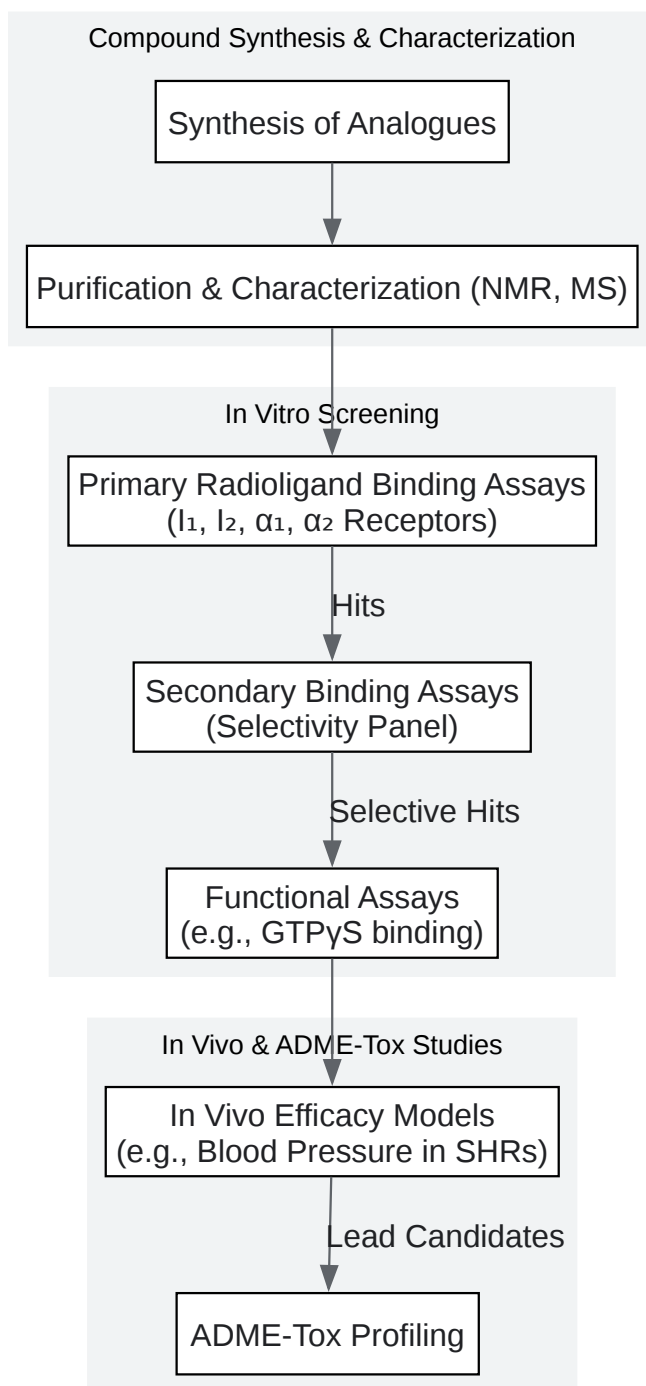 Compound Synthesis & Characterization
Synthesis of Analogues
Purification & Characterization (NMR, MS)
In Vitro Screening
Primary Radioligand Binding Assays
(I₁, I₂, α₁, α₂ Receptors)
Hits
Secondary Binding Assays
(Selectivity Panel)
Selective Hits
Functional Assays
(e.g., GTPγS binding)
In Vivo & ADME-Tox Studies
In Vivo Efficacy Models
(e.g., Blood Pressure in SHRs)
Lead Candidates
ADME-Tox Profiling